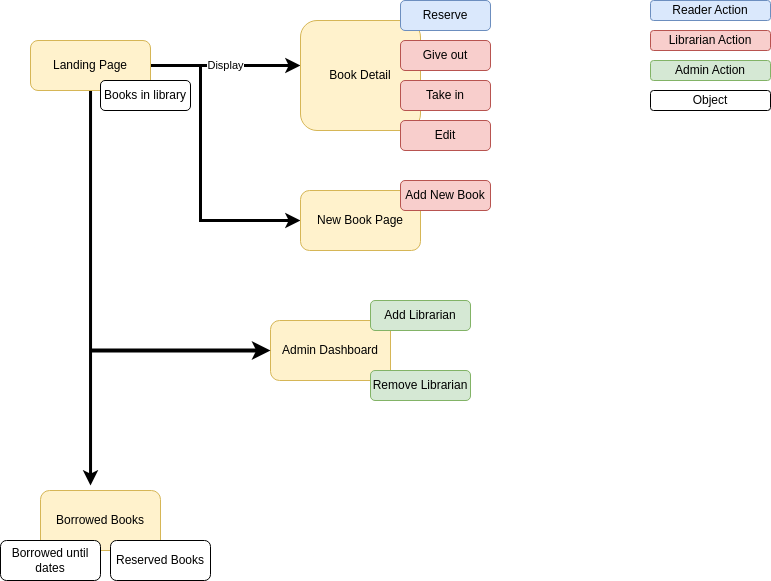 Reserve
Reader Action
Landing Page
Display
Book Detail
Give out
Librarian Action
Books in library
Take in
Admin Action
Edit
Object
Add New Book
New Book Page
Add Librarian
Admin Dashboard
Remove Librarian
Borrowed Books
Borrowed until
dates
Reserved Books